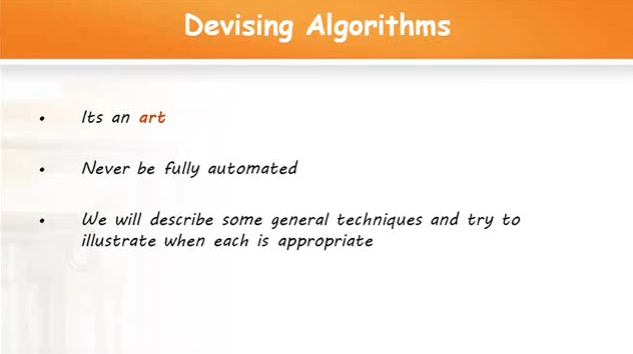 Devising Algorithms
• Its an art
• Never be fully automated
• We will describe some general techniques and try to
illustrate when each is appropriate